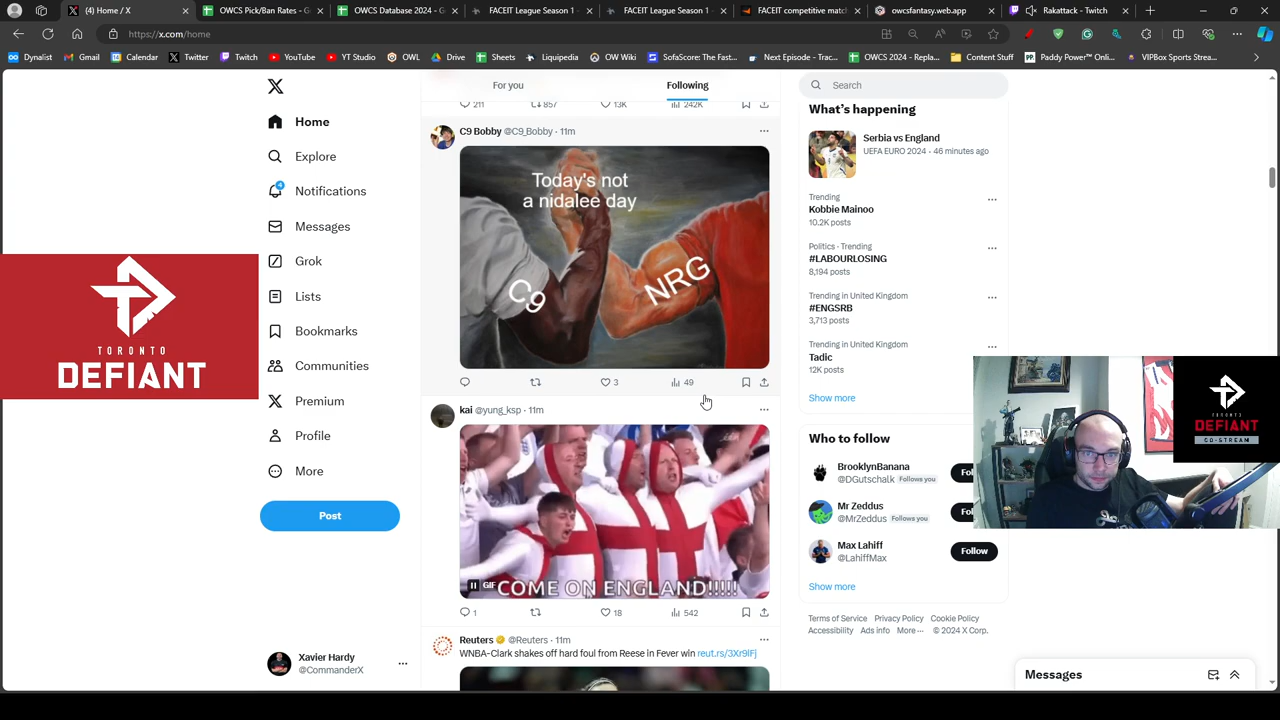 (4) Home / X
OWCS Pick/Ban Rates - G
OWCS Database 2024 - G
FACEIT League Season 1 -
FACEIT League Season 1 -
FACEIT competitive match
owcsfantasy.web.app
Rakattack - Twitch
https://x.com/home
Dynalist
Gmail
Calendar
Twitter
Twitch
YouTube
YT Studio
OWL
Drive
Sheets
Liquipedia
OW Wiki
SofaScore: The Fast...
Next Episode - Trac...
OWCS 2024 - Repla...
Content Stuff
Paddy Power™ Onli...
VIPBox Sports Strea...
Home
Explore
4
Notifications
Messages
Grok
Lists
Bookmarks
Communities
Premium
Profile
More
Post
TORONTO
DEFIANT
Xavier Hardy
@CommanderX
For you
Following
211
857
13K
242K
C9 Bobby @C9_Bobby · 11m
Today's not
a nidalee day
C9
NRG
3
49
kai @yung_ksp · 11m
GIF
COME ON ENGLAND!!!!!
1
18
542
Reuters @Reuters · 11m
WNBA-Clark shakes off hard foul from Reese in Fever win reut.rs/3Xr9lFj
Search
What's happening
Serbia vs England
UEFA EURO 2024 · 46 minutes ago
Trending
Kobbie Mainoo
10.2K posts
Politics · Trending
#LABOURLOSING
8,194 posts
Trending in United Kingdom
#ENGSRB
3,713 posts
Trending in United Kingdom
Tadic
12K posts
Show more
Who to follow
BrooklynBanana
@DGutschalk Follows you
Fol
Mr Zeddus
@MrZeddus Follows you
Fol
Max Lahiff
@LahiffMax
Follow
Show more
Terms of Service Privacy Policy Cookie Policy
Accessibility Ads info More ··· © 2024 X Corp.
TORONTO
DEFIANT
CO-STREAM
Messages